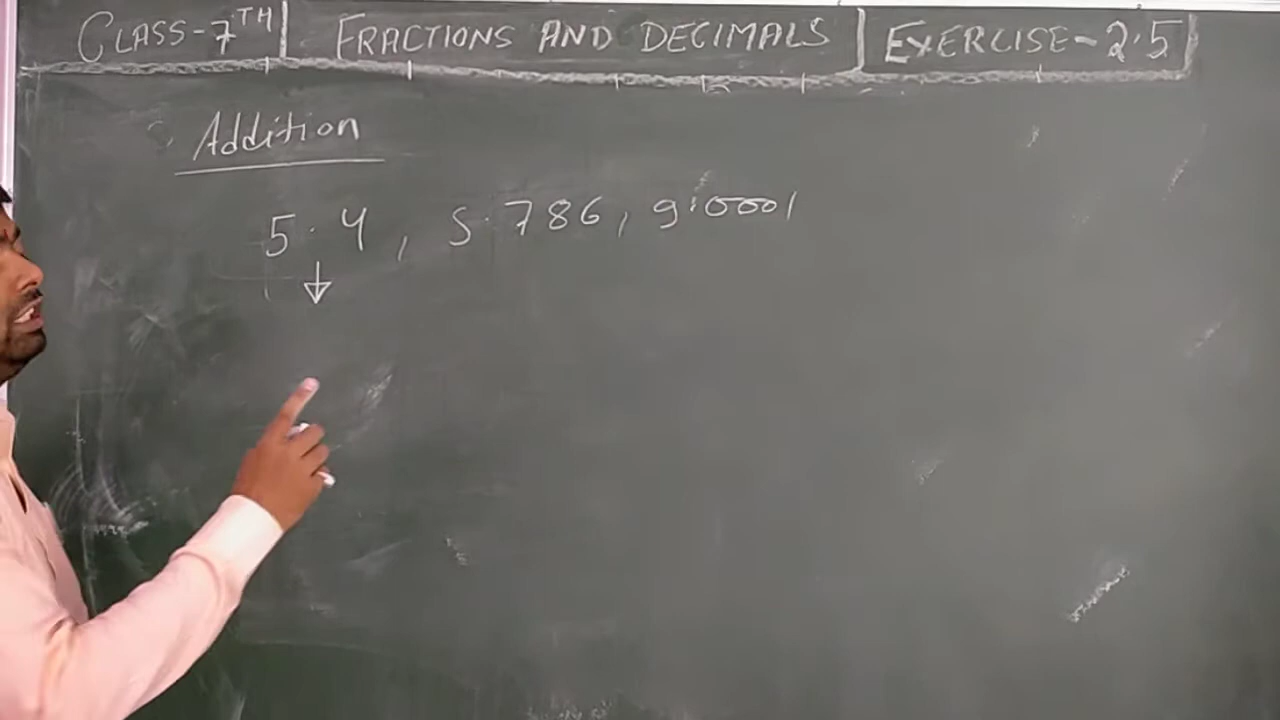 CLASS-7TH | FRACTIONS AND DECIMALS | EXERCISE-2.5
Addition
5.4, 5.786, 9.0001